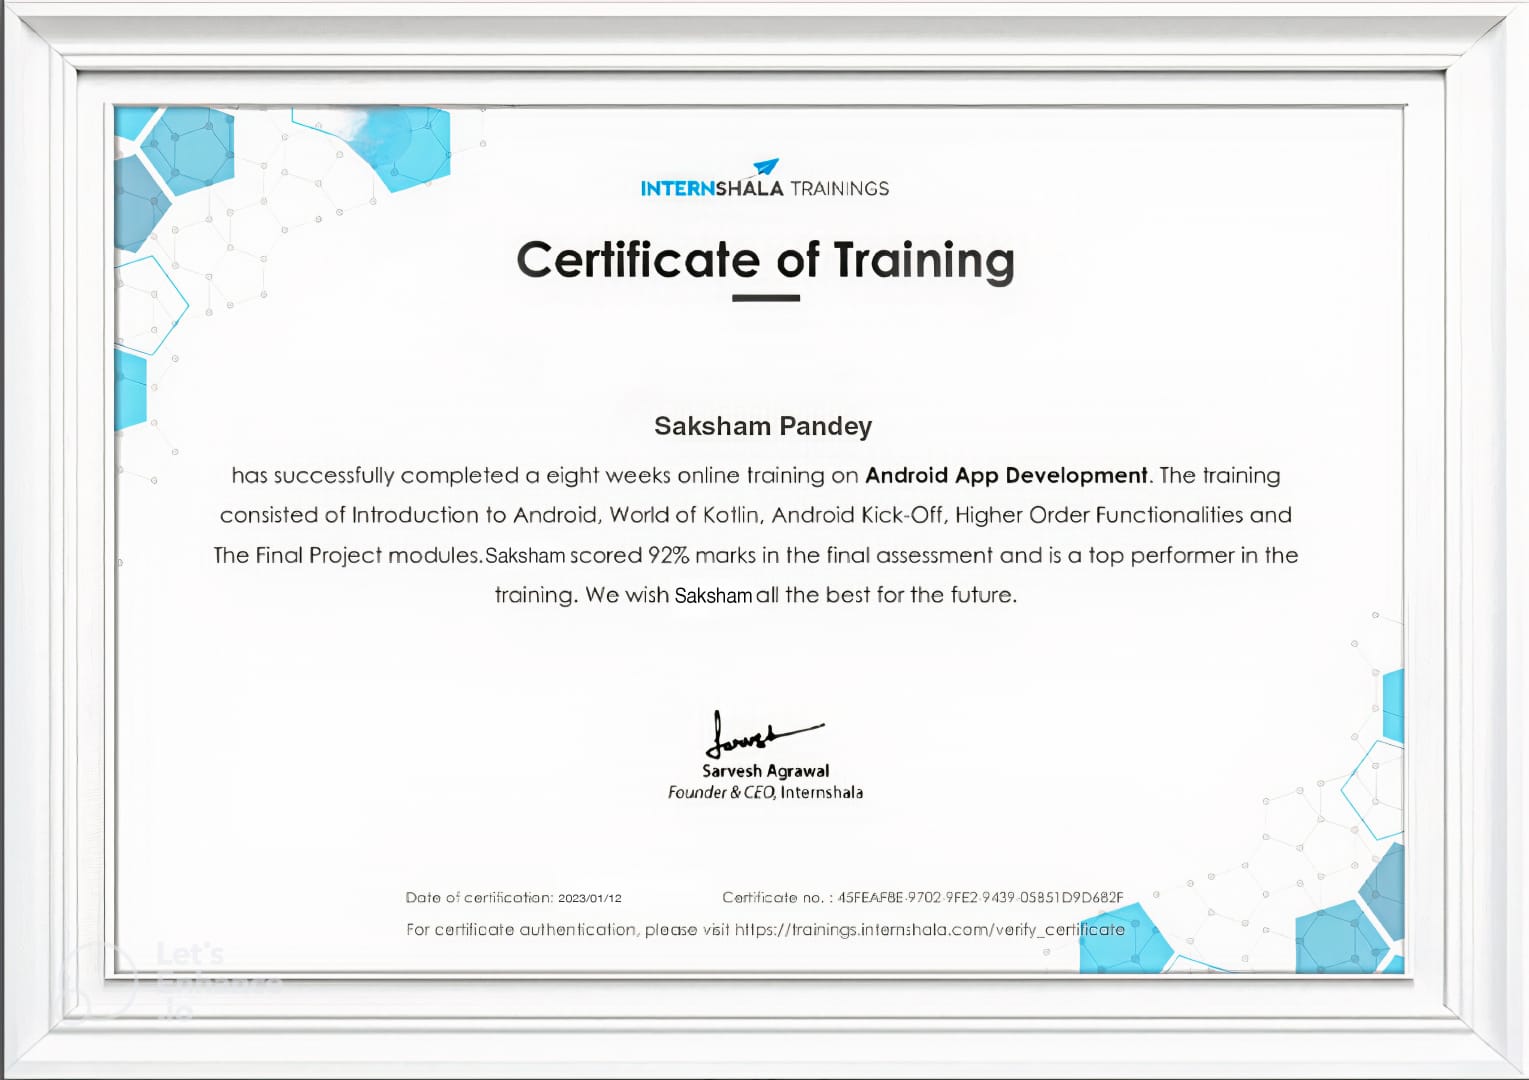 INTERNSHALA TRAININGS
Certificate of Training
Saksham Pandey
has successfully completed a eight weeks online training on Android App Development. The training
consisted of Introduction to Android, World of Kotlin, Android Kick-Off, Higher Order Functionalities and
The Final Project modules.Saksham scored 92% marks in the final assessment and is a top performer in the
training. We wish Saksham all the best for the future.
Sarvesh Agrawal
Founder & CEO, Internshala
Date of certification: 2023/01/12 Certificate no. : 45FEAF8E-9702-9FE2-9439-05851D9D682F
For certificate authentication, please visit https://trainings.internshala.com/verify_certificate
Let's
Enhance
.io